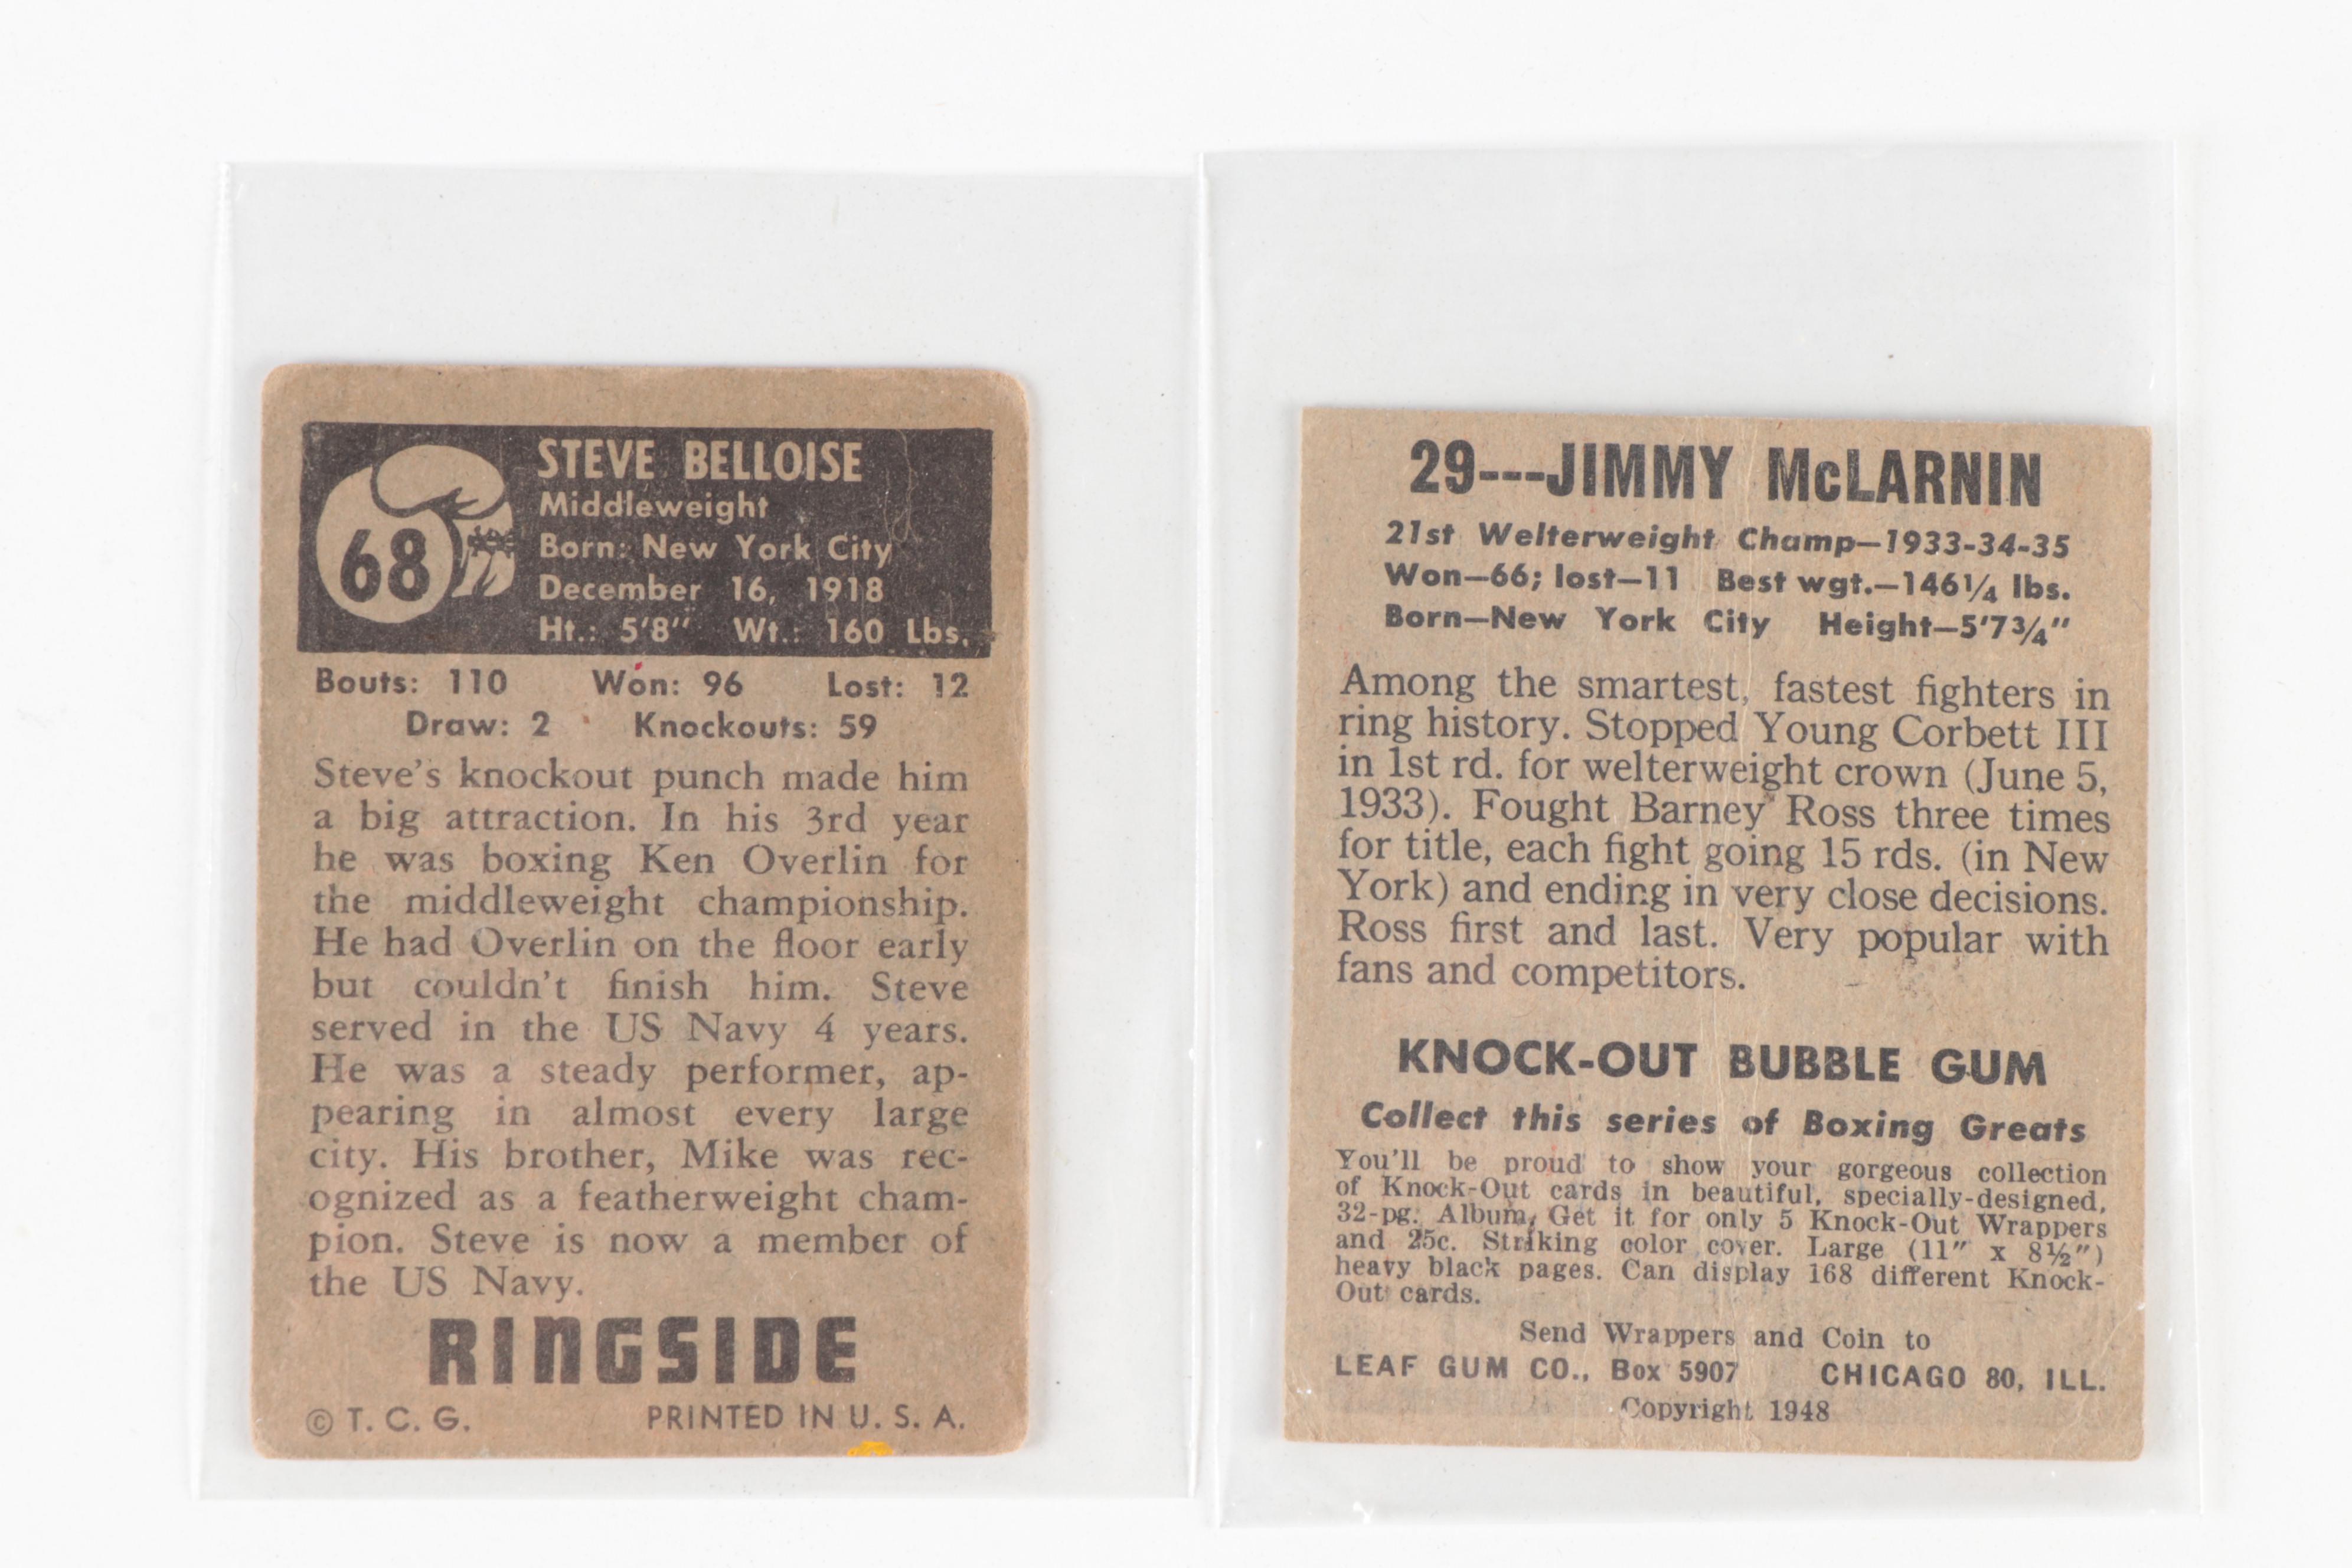 68
STEVE BELLOISE
Middleweight
Born: New York City
December 16, 1918
Ht.: 5'8" Wt.: 160 Lbs.
Bouts: 110 Won: 96 Lost: 12
Draw: 2 Knockouts: 59
Steve's knockout punch made him
a big attraction. In his 3rd year
he was boxing Ken Overlin for
the middleweight championship.
He had Overlin on the floor early
but couldn't finish him. Steve
served in the US Navy 4 years.
He was a steady performer, ap-
pearing in almost every large
city. His brother, Mike was rec-
ognized as a featherweight cham-
pion. Steve is now a member of
the US Navy.
RINGSIDE
© T. C. G. PRINTED IN U. S. A.
29---JIMMY McLARNIN
21st Welterweight Champ—1933-34-35
Won—66; lost—11 Best wgt.—146¼ lbs.
Born—New York City Height—5'7¾"
Among the smartest, fastest fighters in
ring history. Stopped Young Corbett III
in 1st rd. for welterweight crown (June 5,
1933). Fought Barney Ross three times
for title, each fight going 15 rds. (in New
York) and ending in very close decisions.
Ross first and last. Very popular with
fans and competitors.
KNOCK-OUT BUBBLE GUM
Collect this series of Boxing Greats
You'll be proud to show your gorgeous collection
of Knock-Out cards in beautiful, specially-designed,
32-pg. Album. Get it for only 5 Knock-Out Wrappers
and 25c. Striking color cover. Large (11" x 8½")
heavy black pages. Can display 168 different Knock-
Out cards.
Send Wrappers and Coin to
LEAF GUM CO., Box 5907 CHICAGO 80, ILL.
Copyright 1948